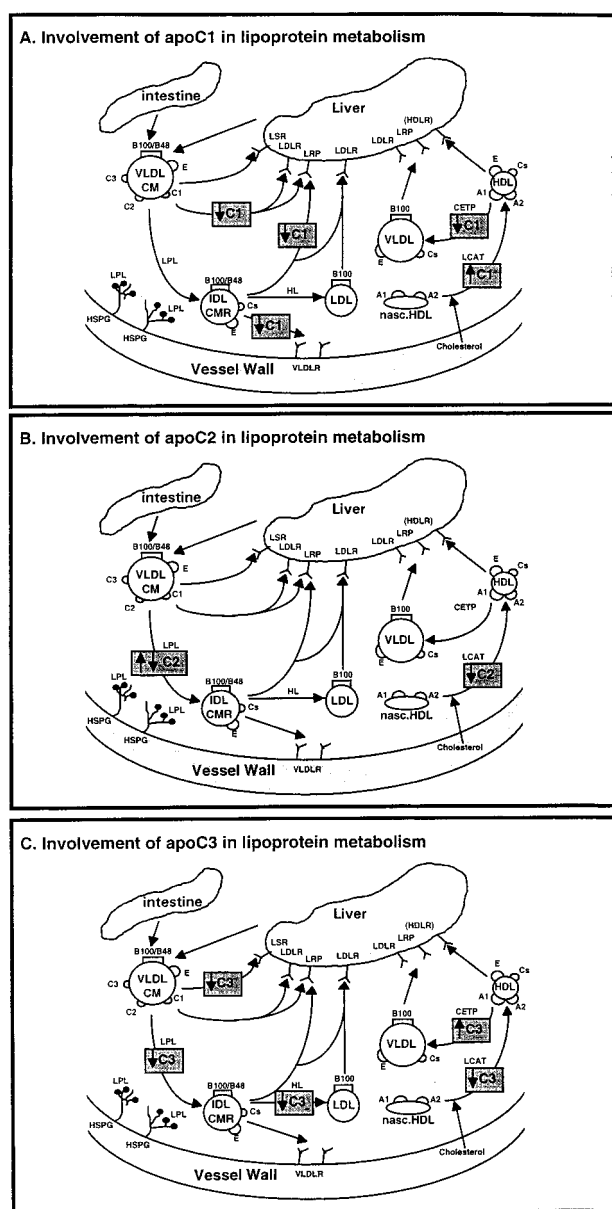 A. Involvement of apoC1 in lipoprotein metabolism
intestine
Liver
(HDLR)
LRP
LDLR
LSR
LDLR
LRP
LDLR
B100/B48
E
VLDL
CM
C3
C1
C2
C1
C1
E
Cs
HDL
A1
A2
CETP
C1
B100
VLDL
E
Cs
LCAT
C1
LPL
LPL
LPL
HSPG
HSPG
B100/B48
IDL
CMR
Cs
E
HL
B100
LDL
C1
A1
A2
nasc.HDL
Cholesterol
Vessel Wall
VLDLR
B. Involvement of apoC2 in lipoprotein metabolism
intestine
Liver
(HDLR)
LRP
LDLR
LSR
LDLR
LRP
LDLR
B100/B48
E
VLDL
CM
C3
C1
C2
E
Cs
HDL
A1
A2
CETP
B100
VLDL
E
Cs
LCAT
C2
LPL
C2
LPL
LPL
HSPG
HSPG
B100/B48
IDL
CMR
Cs
E
HL
B100
LDL
A1
A2
nasc.HDL
Cholesterol
Vessel Wall
VLDLR
C. Involvement of apoC3 in lipoprotein metabolism
intestine
Liver
(HDLR)
LRP
LDLR
LSR
LDLR
LRP
LDLR
B100/B48
E
VLDL
CM
C3
C1
C2
C3
E
Cs
HDL
A1
A2
CETP
C3
B100
VLDL
E
Cs
LCAT
C3
LPL
C3
LPL
LPL
HSPG
HSPG
B100/B48
IDL
CMR
Cs
E
HL
C3
B100
LDL
A1
A2
nasc.HDL
Cholesterol
Vessel Wall
VLDLR